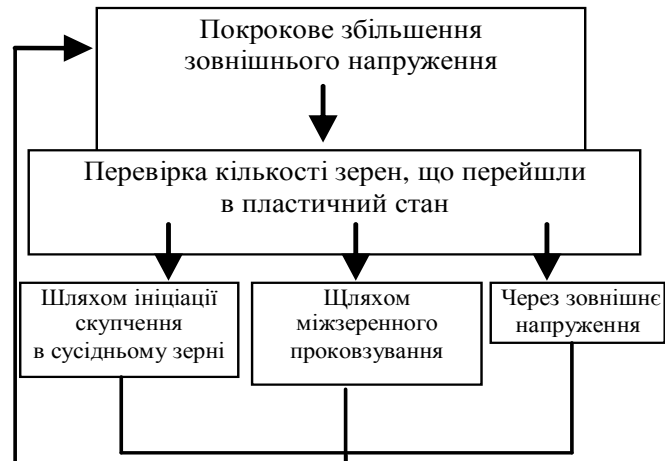 Покрокове збільшення
зовнішнього напруження
Перевірка кількості зерен, що перейшли
в пластичний стан
Шляхом ініціації
скупчення
в сусідньому зерні
Щляхом
міжзеренного
проковзування
Через зовнішнє
напруження